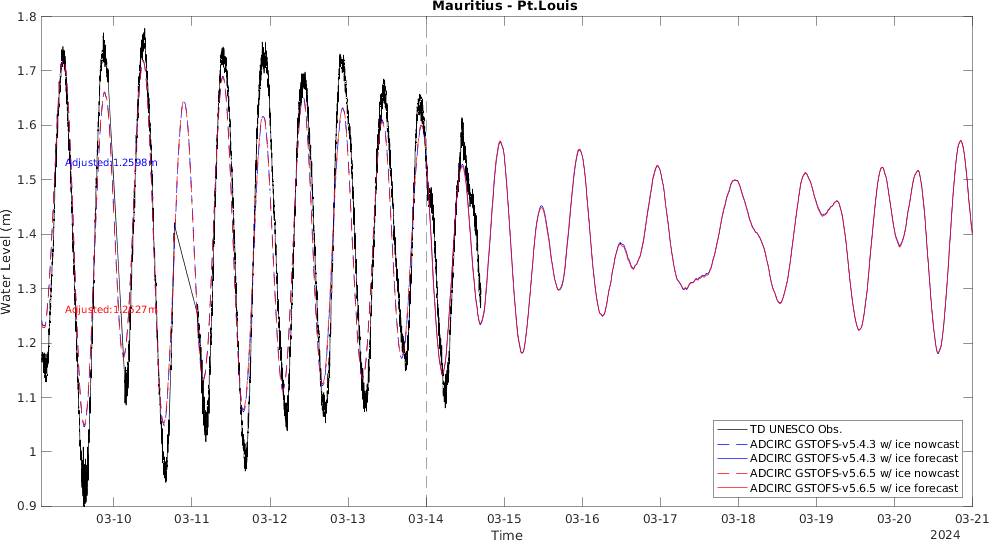 Mauritius - Pt.Louis
Water Level (m)
1.8
1.7
1.6
1.5
1.4
1.3
1.2
1.1
1
0.9
Adjusted:1.2598m
Adjusted:1.2627m
TD UNESCO Obs.
ADCIRC GSTOFS-v5.4.3 w/ ice nowcast
ADCIRC GSTOFS-v5.4.3 w/ ice forecast
ADCIRC GSTOFS-v5.6.5 w/ ice nowcast
ADCIRC GSTOFS-v5.6.5 w/ ice forecast
03-10 03-11 03-12 03-13 03-14 03-15 03-16 03-17 03-18 03-19 03-20 03-21
Time
2024